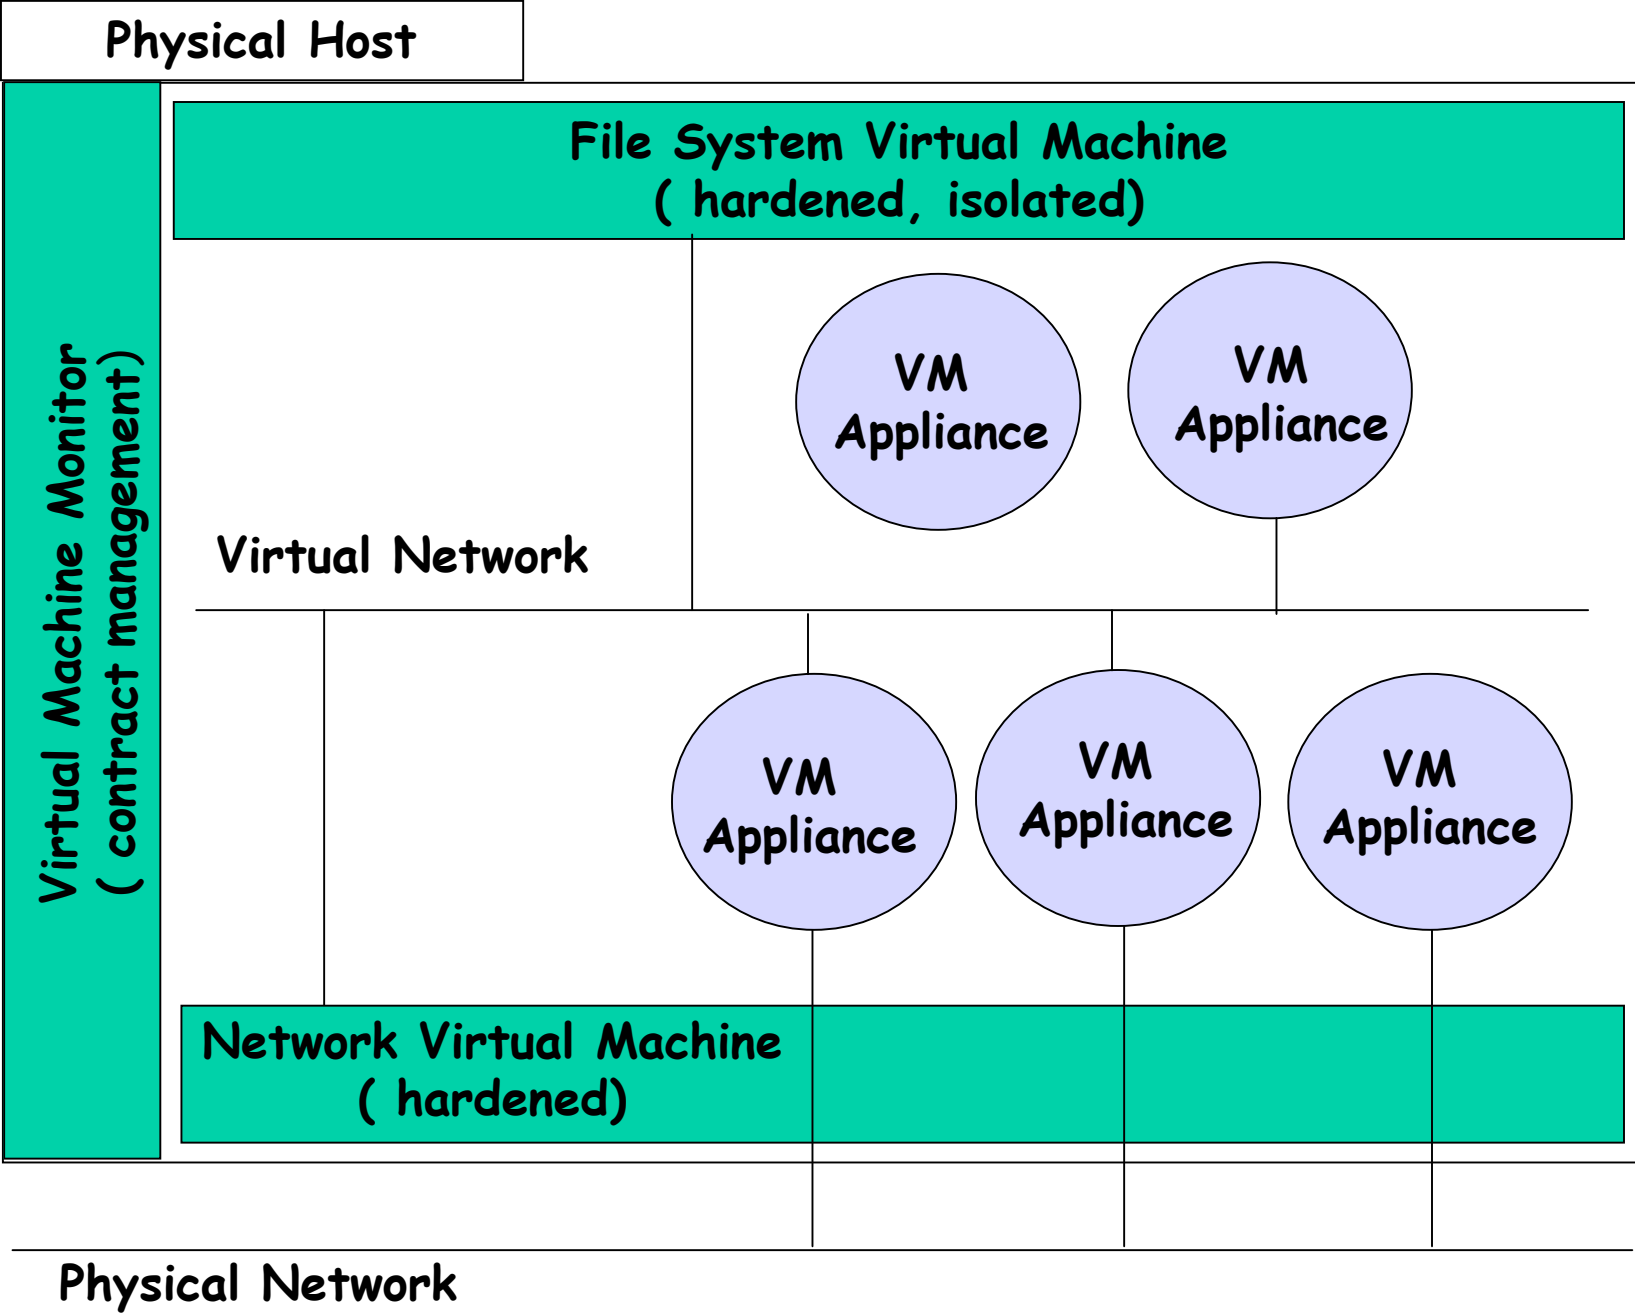 Physical Host
File System Virtual Machine
( hardened, isolated)
Virtual Machine Monitor
( contract management)
VM
Appliance
VM
Appliance
Virtual Network
VM
Appliance
VM
Appliance
VM
Appliance
Network Virtual Machine
( hardened)
Physical Network